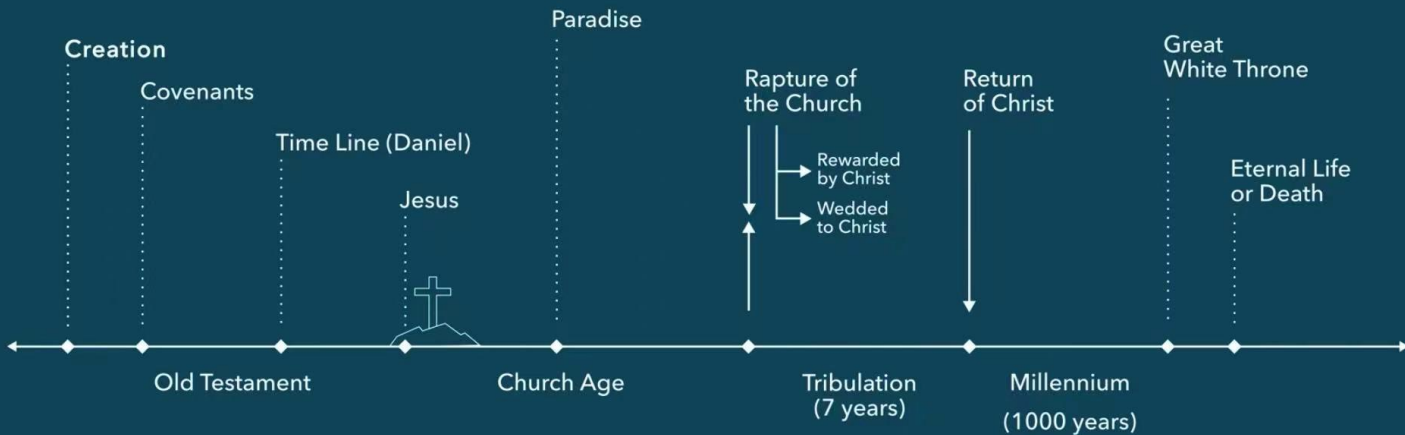 Creation
Covenants
Time Line (Daniel)
Jesus
Paradise
Rapture of
the Church
Rewarded
by Christ
Wedded
to Christ
Return
of Christ
Great
White Throne
Eternal Life
or Death
Old Testament
Church Age
Tribulation
(7 years)
Millennium
(1000 years)